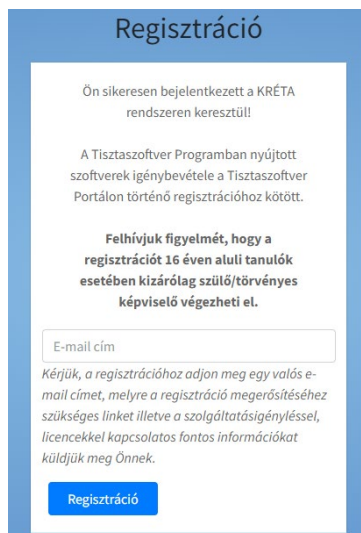 Regisztráció
Ön sikeresen bejelentkezett a KRÉTA
rendszeren keresztül!
A Tisztaszoftver Programban nyújtott
szoftverek igénybevétele a Tisztaszoftver
Portálon történő regisztrációhoz kötött.
Felhívjuk figyelmét, hogy a
regisztrációt 16 éven aluli tanulók
esetében kizárólag szülő/törvényes
képviselő végezheti el.
E-mail cím
Kérjük, a regisztrációhoz adjon meg egy valós e-
mail címet, melyre a regisztráció megerősítéséhez
szükséges linket illetve a szolgáltatásigényléssel,
licencekkel kapcsolatos fontos információkat
küldjük meg Önnek.
Regisztráció